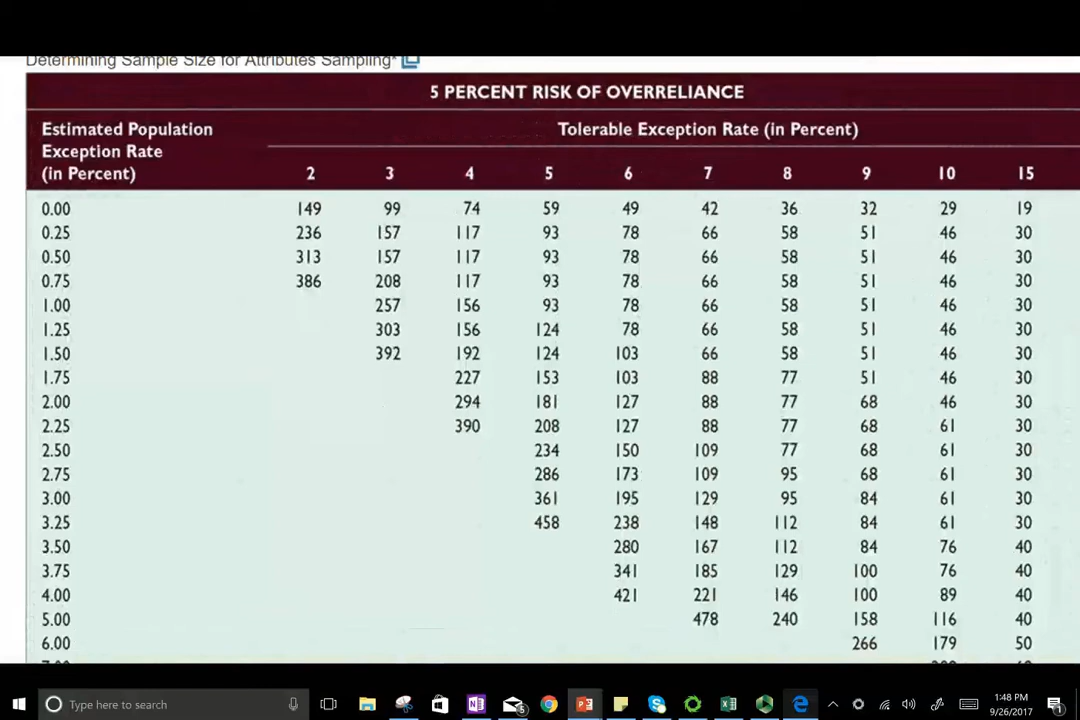 Determining Sample Size for Attributes Sampling*
5 PERCENT RISK OF OVERRELIANCE
Estimated Population
Exception Rate
(in Percent)
Tolerable Exception Rate (in Percent)
2 3 4 5 6 7 8 9 10 15
0.00 149 99 74 59 49 42 36 32 29 19
0.25 236 157 117 93 78 66 58 51 46 30
0.50 313 157 117 93 78 66 58 51 46 30
0.75 386 208 117 93 78 66 58 51 46 30
1.00 257 156 93 78 66 58 51 46 30
1.25 303 156 124 78 66 58 51 46 30
1.50 392 192 124 103 66 58 51 46 30
1.75 227 153 103 88 77 51 46 30
2.00 294 181 127 88 77 68 46 30
2.25 390 208 127 88 77 68 61 30
2.50 234 150 109 77 68 61 30
2.75 286 173 109 95 68 61 30
3.00 361 195 129 95 84 61 30
3.25 458 238 148 112 84 61 30
3.50 280 167 112 84 76 40
3.75 341 185 129 100 76 40
4.00 421 221 146 100 89 40
5.00 478 240 158 116 40
6.00 266 179 50
Type here to search
5
1:48 PM
9/26/2017
1